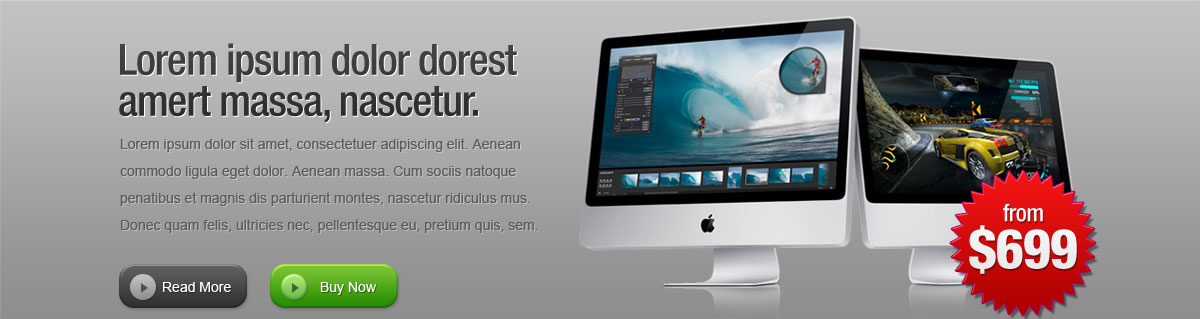 Lorem ipsum dolor dorest
amert massa, nascetur.
Lorem ipsum dolor sit amet, consectetuer adipiscing elit. Aenean
commodo ligula eget dolor. Aenean massa. Cum sociis natoque
penatibus et magnis dis parturient montes, nascetur ridiculus mus.
Donec quam felis, ultricies nec, pellentesque eu, pretium quis, sem.
Read More
Buy Now
from
$699